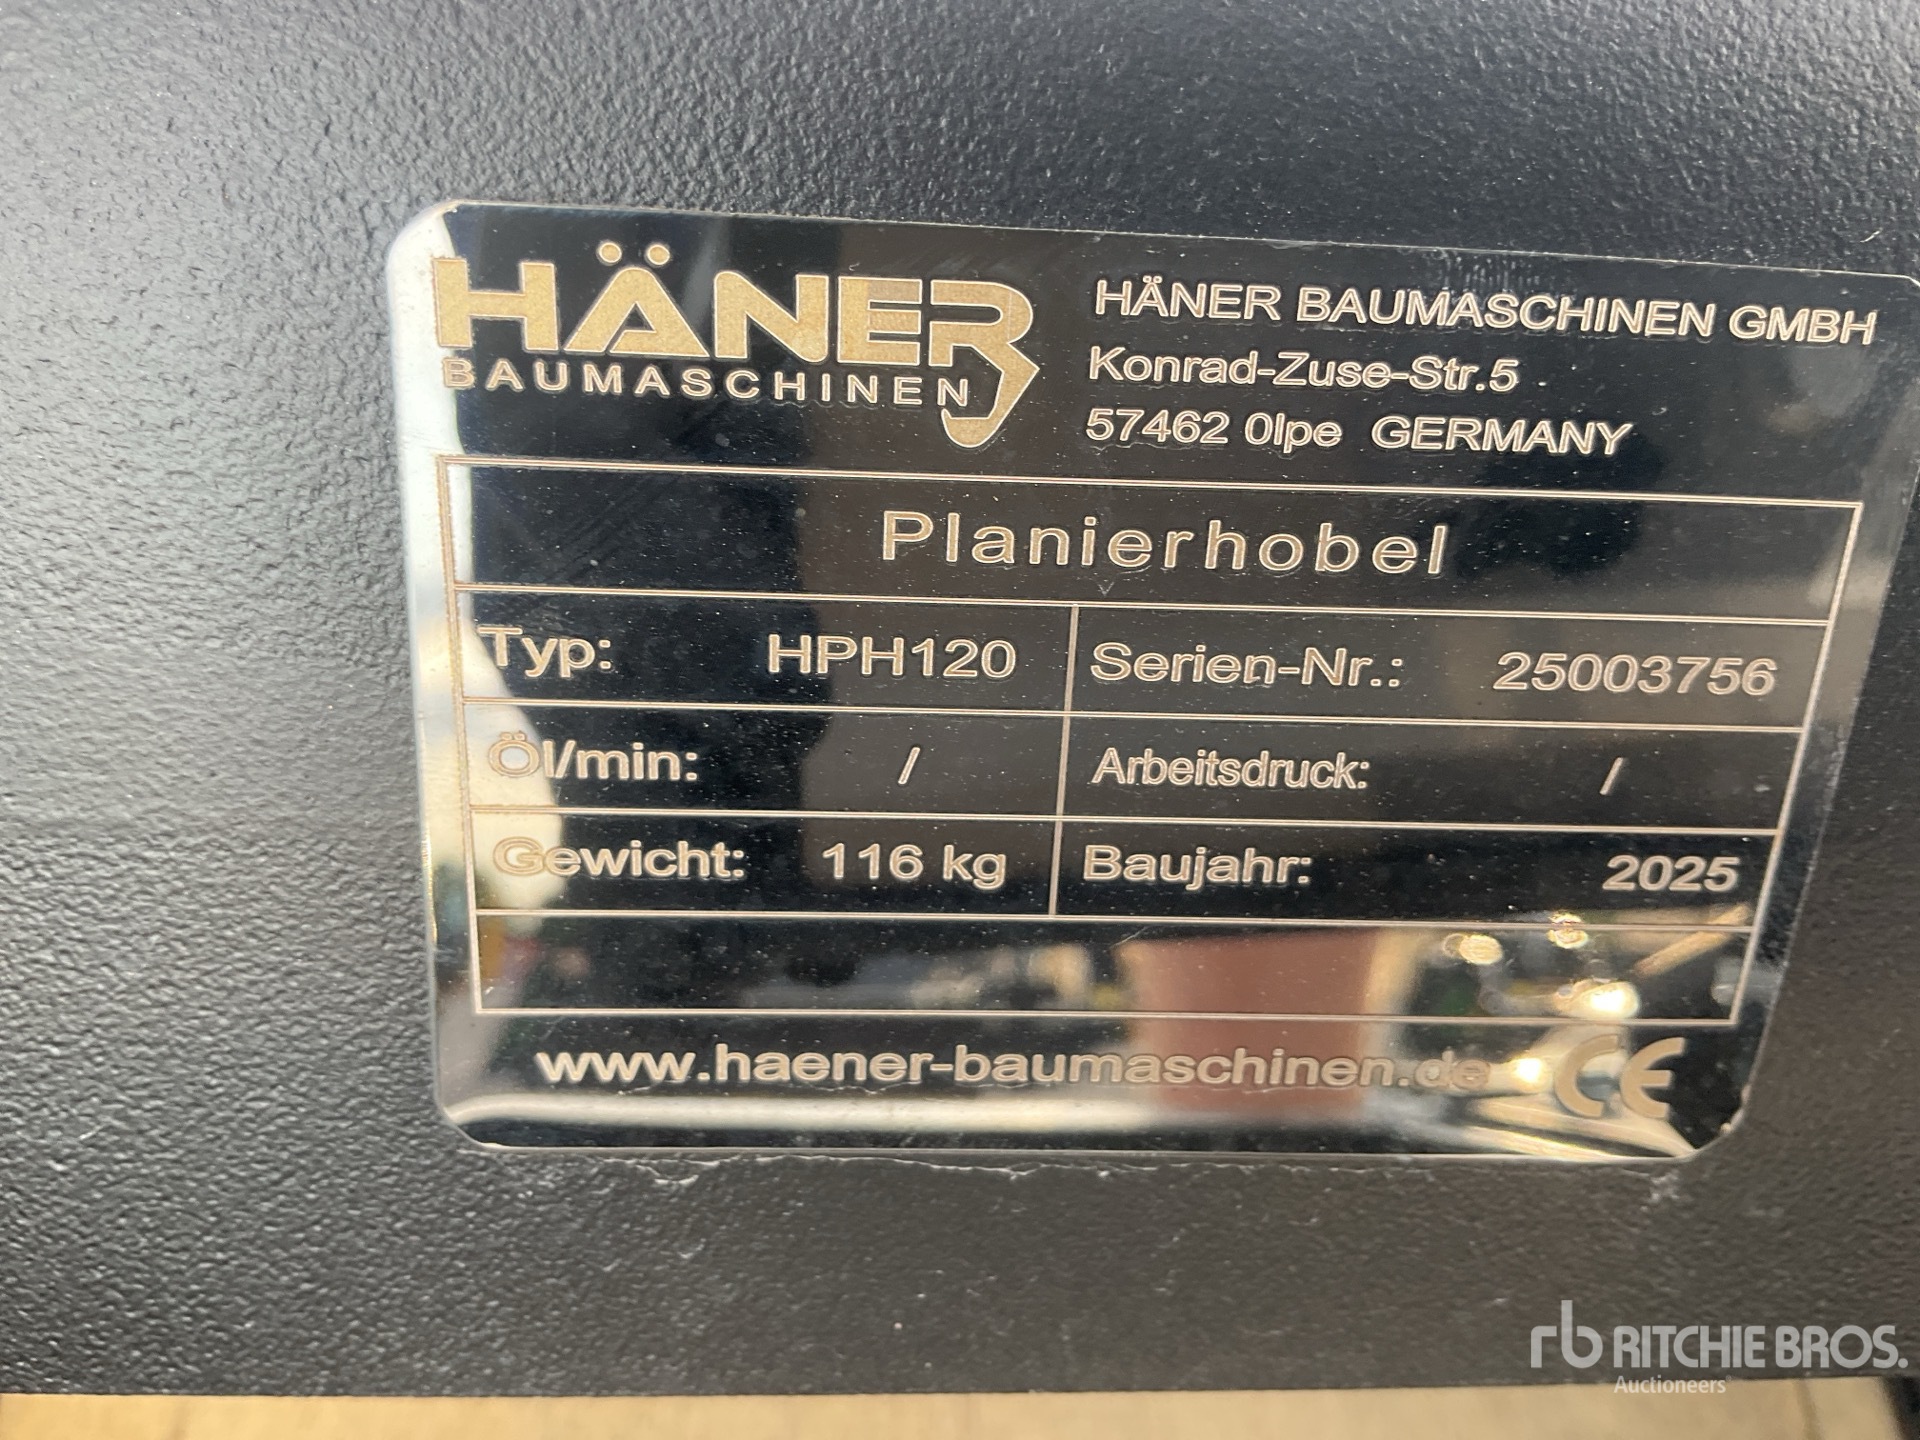 HÄNER
BAUMASCHINEN
HÄNER BAUMASCHINEN GMBH
Konrad-Zuse-Str.5
57462 Olpe GERMANY
Planierhobel
Typ: HPH120 Serien-Nr.: 25003756
Öl/min: / Arbeitsdruck: /
Gewicht: 116 kg Baujahr: 2025
www.haener-baumaschinen.de CE
rb RITCHIE BROS.
Auctioneers